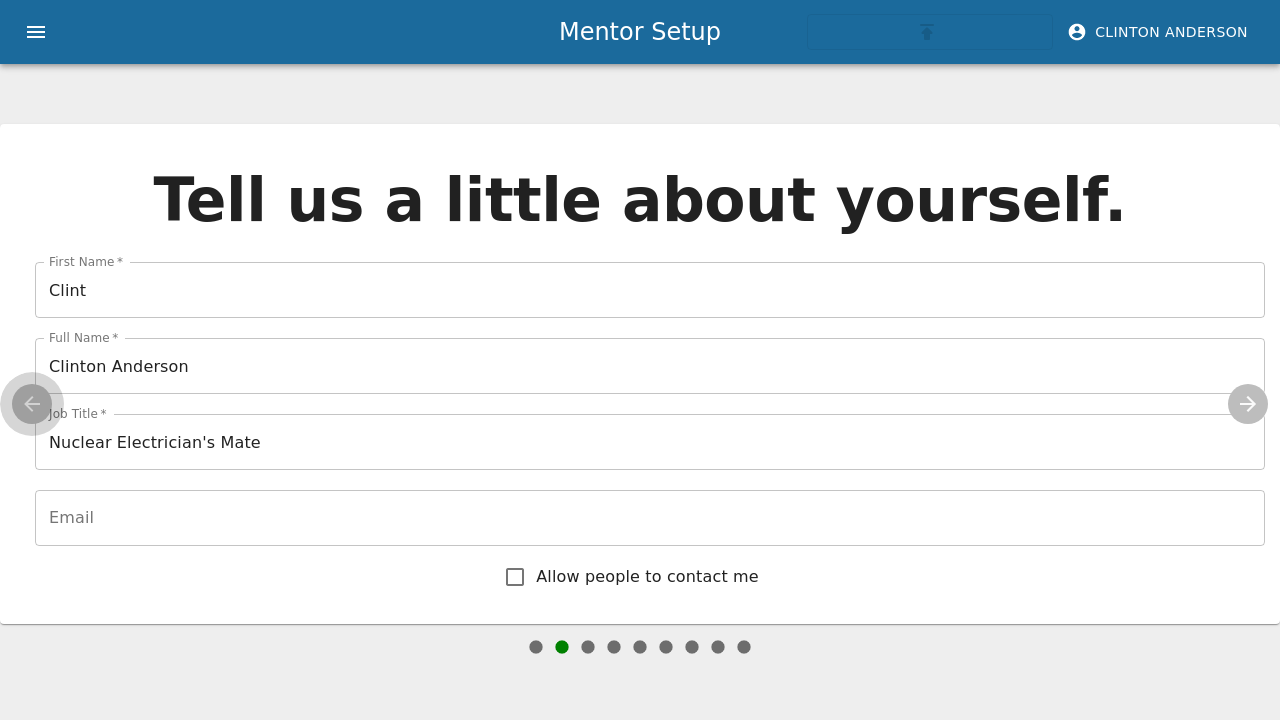 Mentor Setup
CLINTON ANDERSON
Tell us a little about yourself.
First Name *
Clint
Full Name *
Clinton Anderson
Job Title *
Nuclear Electrician's Mate
Email
Allow people to contact me